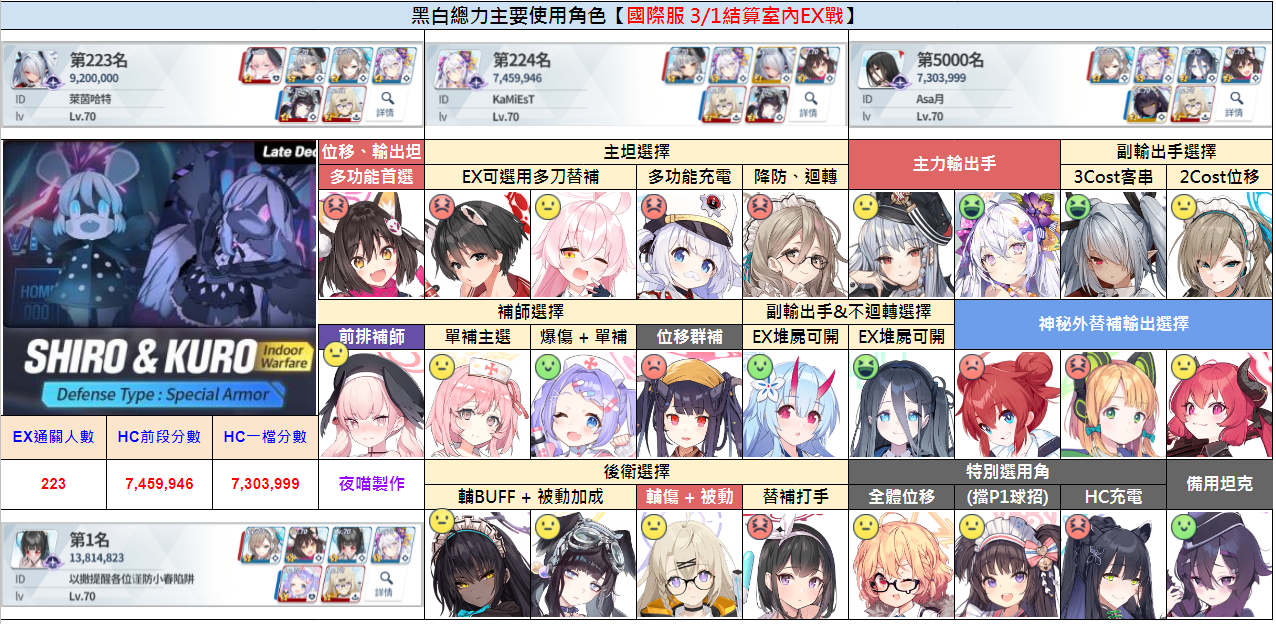 黑白總力主要使用角色【國際服 3/1結算室內EX戰】
第223名
9,200,000
ID 萊茵哈特
lv Lv.70
詳情
第224名
7,459,946
ID KaMiEsT
lv Lv.70
詳情
第5000名
7,303,999
ID Asa月
lv Lv.70
詳情
Late Dec
SHIRO & KURO
Indoor Warfare
Defense Type : Special Armor
位移、輸出坦
多功能首選
主坦選擇
EX可選用多刀替補
多功能充電
降防、迴轉
主力輸出手
副輸出手選擇
3Cost客串
2Cost位移
補師選擇
前排補師
單補主選
爆傷 + 單補
位移群補
副輸出手&不迴轉選擇
EX堆屍可開
EX堆屍可開
神秘外替補輸出選擇
EX通關人數
HC前段分數
HC一檔分數
223
7,459,946
7,303,999
夜喵製作
後衛選擇
輔BUFF + 被動加成
輔傷 + 被動
替補打手
特別選用角
全體位移
(擋P1球招)
HC充電
備用坦克
第1名
13,814,823
ID 以撒提醒各位谨防小春陷阱
lv Lv.70
詳情